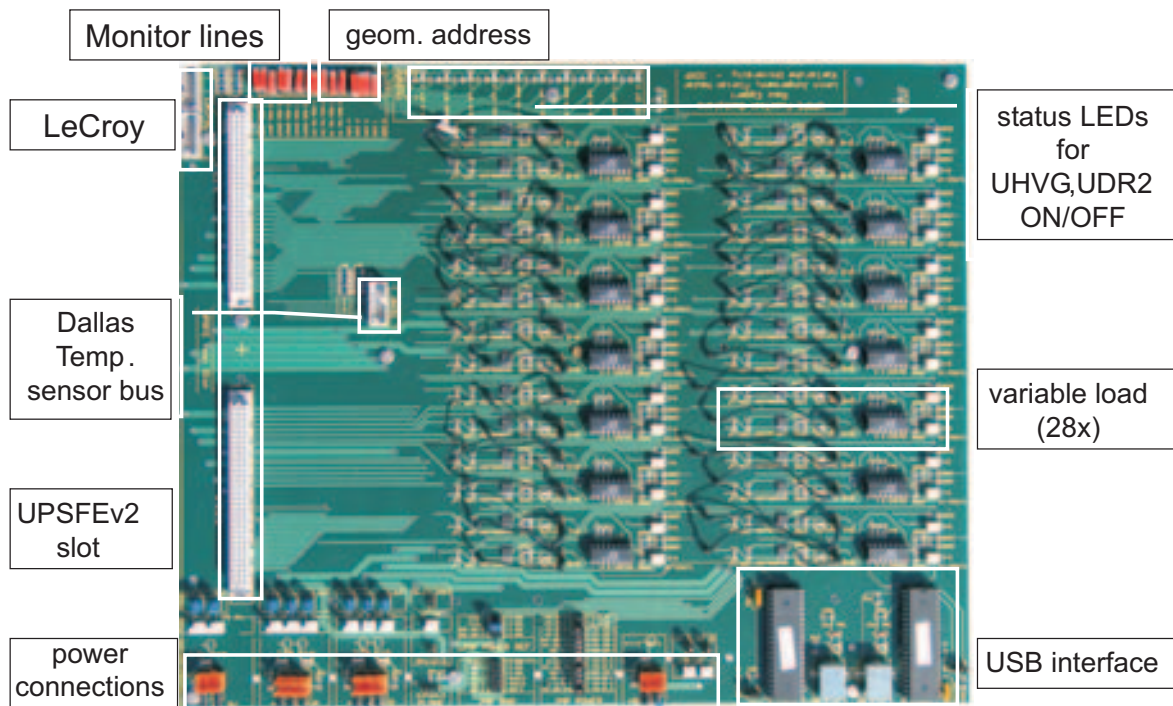 Monitor lines
geom. address
LeCroy
status LEDs
for
UHVG,UDR2
ON/OFF
Dallas
Temp.
sensor bus
variable load
(28x)
UPSFEv2
slot
power
connections
USB interface